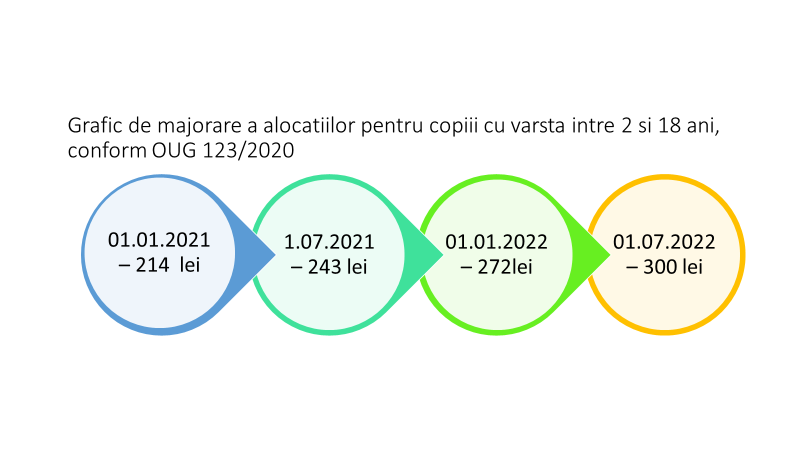 Grafic de majorare a alocatiilor pentru copiii cu varsta intre 2 si 18 ani,
conform OUG 123/2020
01.01.2021
– 214  lei
1.07.2021
– 243 lei
01.01.2022
– 272lei
01.07.2022
– 300 lei